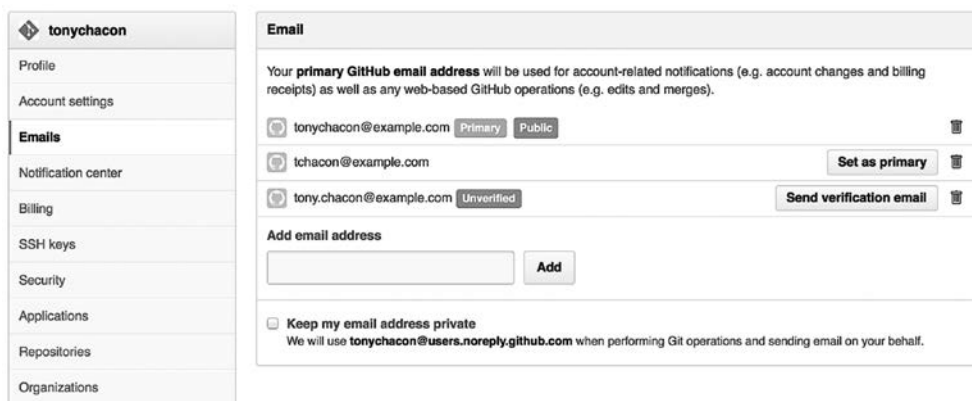 tonychacon
Profile
Account settings
Emails
Notification center
Billing
SSH keys
Security
Applications
Repositories
Organizations
Email
Your primary GitHub email address will be used for account-related notifications (e.g. account changes and billing
receipts) as well as any web-based GitHub operations (e.g. edits and merges).
tonychacon@example.com Primary Public
tchacon@example.com Set as primary
tony.chacon@example.com Unverified Send verification email
Add email address
Add
Keep my email address private
We will use tonychacon@users.noreply.github.com when performing Git operations and sending email on your behalf.